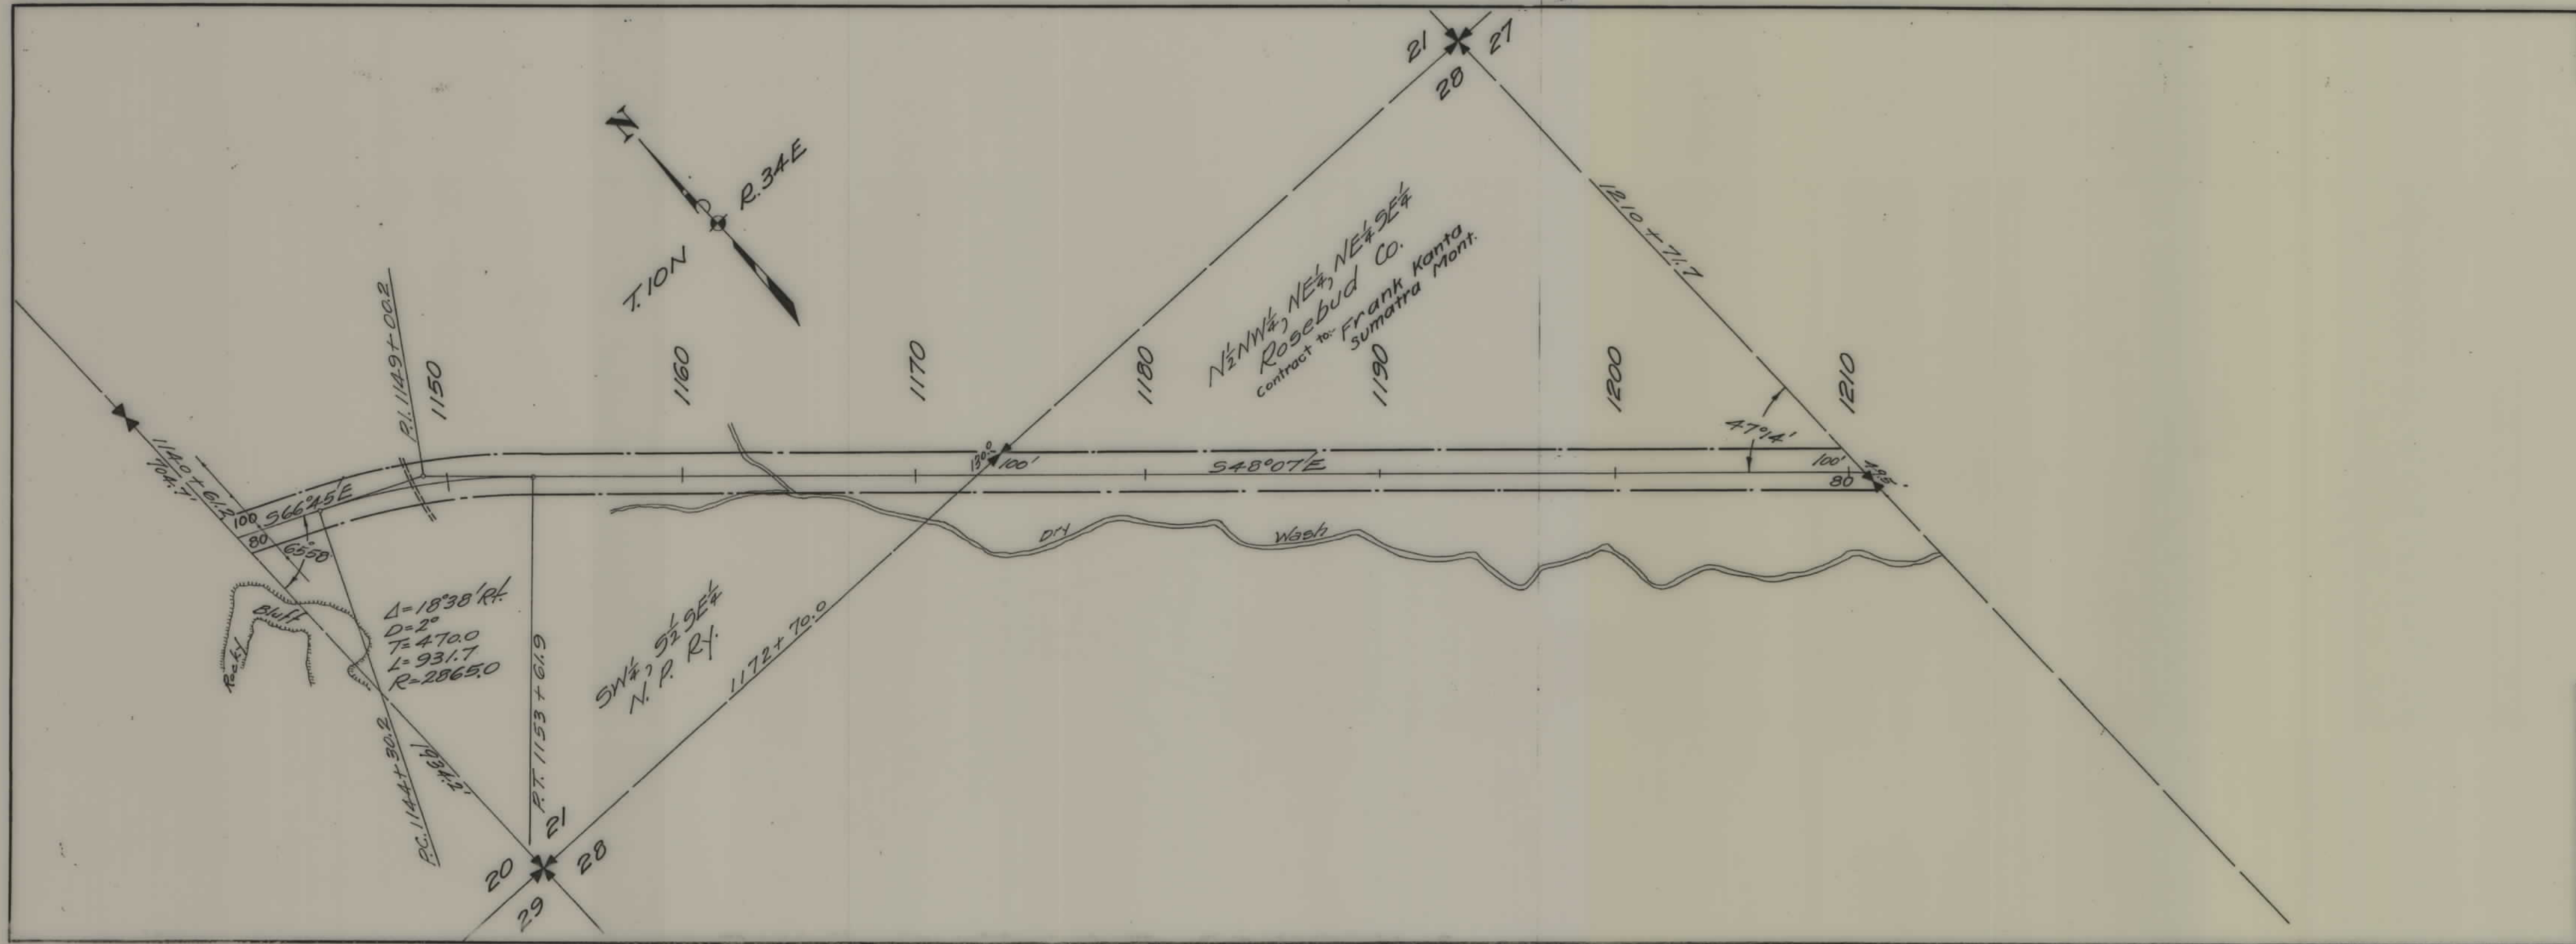 21
27
28
N
R.34E
T.10N
N½NW¼, NE¼, NE¼SE¼
Rosebud Co.
contract to:- Frank Kanta
Sumatra Mont.
1210+71.7
P.I. 1149+00.2
1150
1160
1170
1180
1190
1200
1210
1140+61.2
704.7'
100
S66°45'E
80
65°58'
130.0
100'
S48°07'E
47°14'
100'
80
Dry
Wash
Rocky
Bluff
Δ=18°38'Rt.
D=2°
T=470.0
L=931.7
R=2865.0
SW¼, S½SE¼
N. P. Ry.
1172+70.0
P.T. 1153+61.9
P.C. 1144+30.2
21
20
28
29